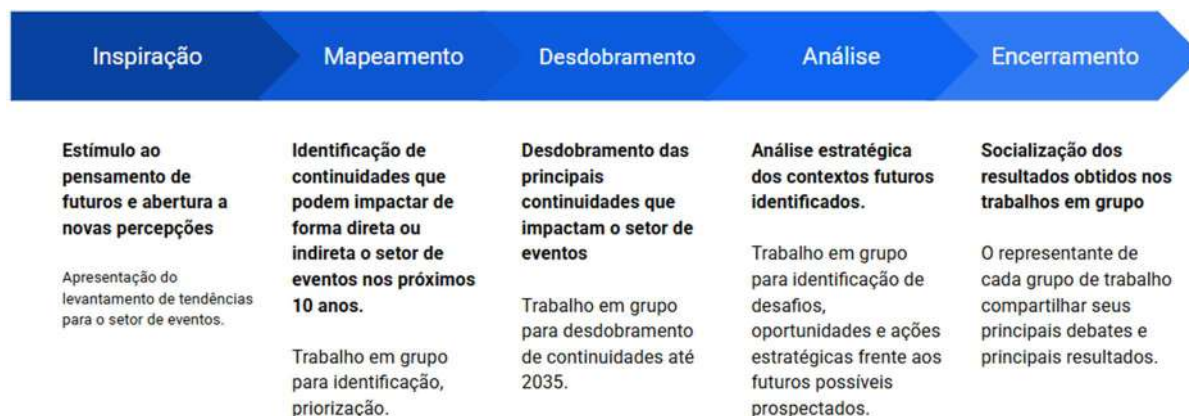 Inspiração
Mapeamento
Desdobramento
Análise
Encerramento
Estímulo ao
pensamento de
futuros e abertura a
novas percepções
Apresentação do
levantamento de tendências
para o setor de eventos.
Identificação de
continuidades que
podem impactar de
forma direta ou
indireta o setor de
eventos nos próximos
10 anos.
Trabalho em grupo
para identificação,
priorização.
Desdobramento das
principais
continuidades que
impactam o setor de
eventos
Trabalho em grupo
para desdobramento
de continuidades até
2035.
Análise estratégica
dos contextos futuros
identificados.
Trabalho em grupo
para identificação de
desafios,
oportunidades e ações
estratégicas frente aos
futuros possíveis
prospectados.
Socialização dos
resultados obtidos nos
trabalhos em grupo
O representante de
cada grupo de trabalho
compartilhar seus
principais debates e
principais resultados.